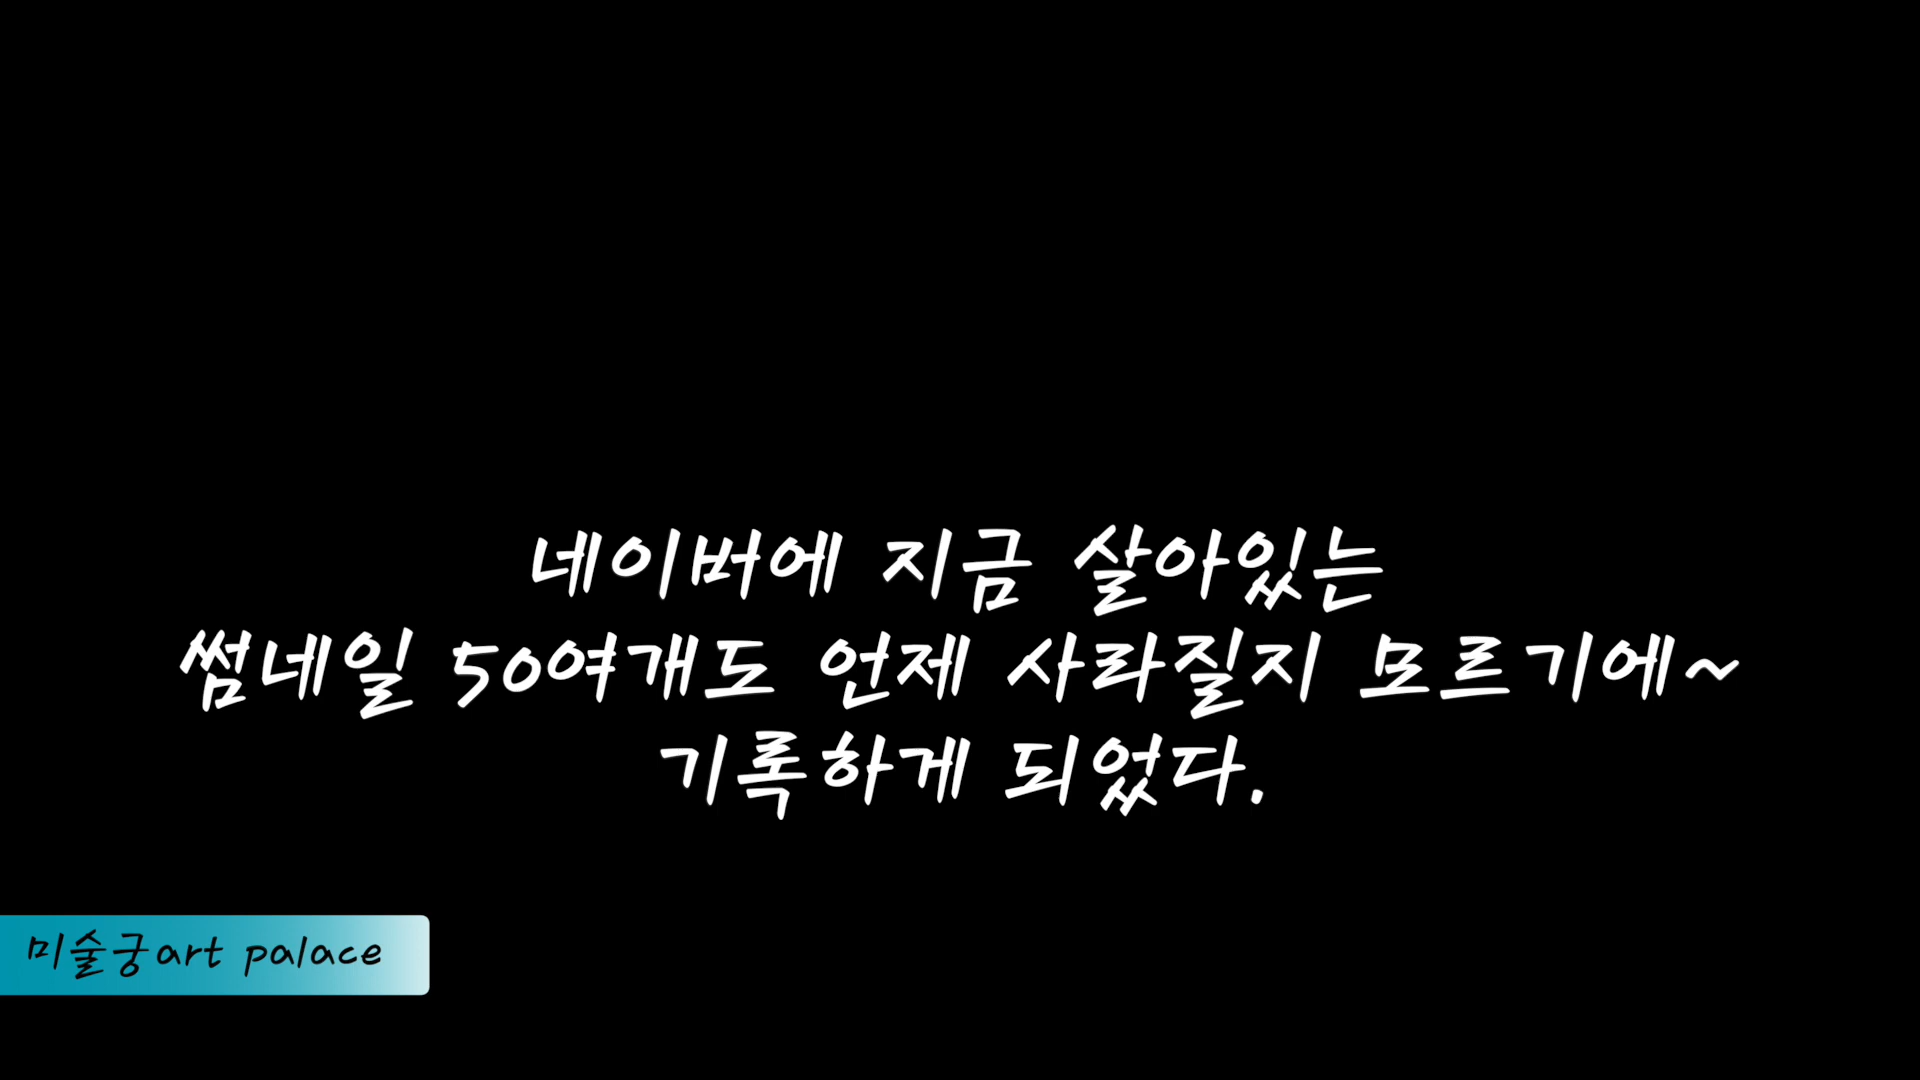 네이버에 지금 살아있는
썸네일 50여개도 언제 사라질지 모르기에~
기록하게 되었다.
미술궁art palace